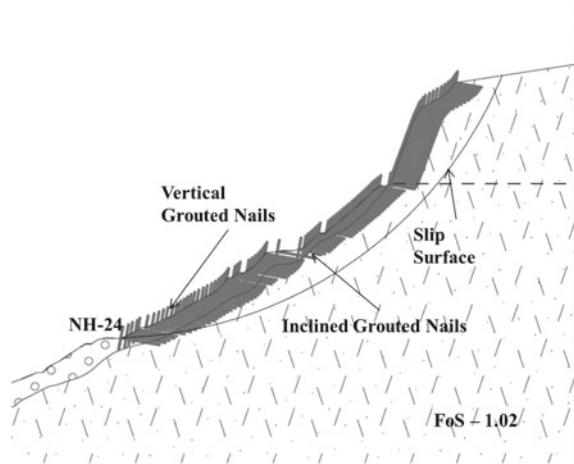 Vertical
Grouted Nails
Slip
Surface
NH-24
Inclined Grouted Nails
FoS – 1.02